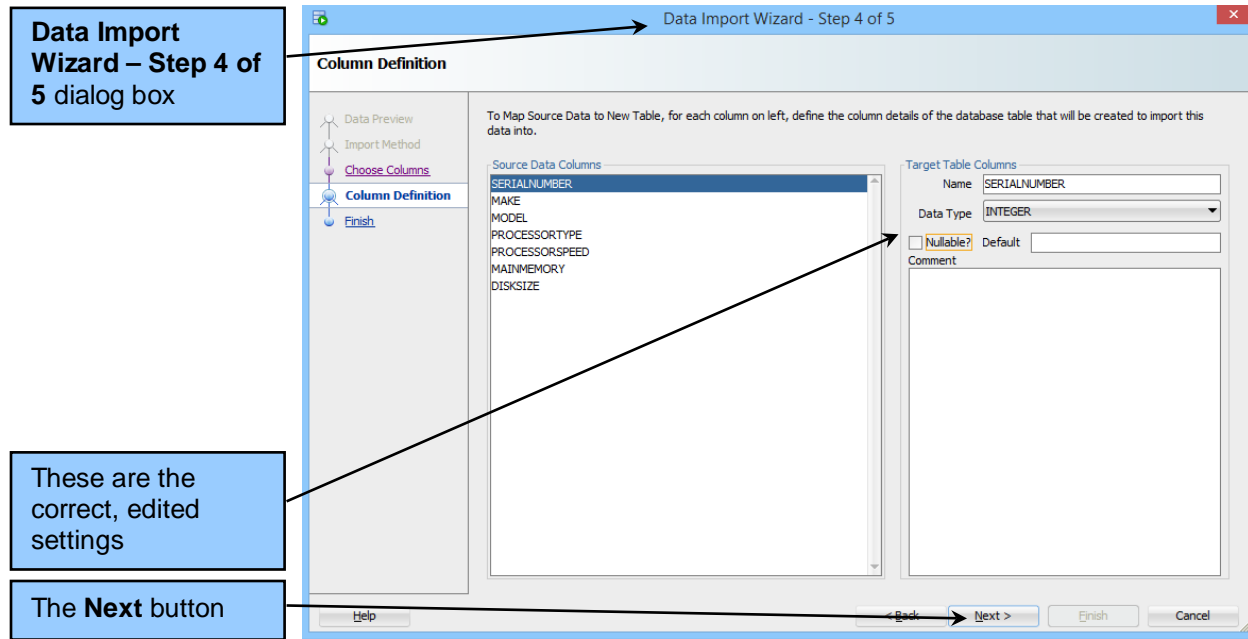 Data Import
Wizard – Step 4 of
5 dialog box
Data Import Wizard - Step 4 of 5
Column Definition
Data Preview
Import Method
Choose Columns
Column Definition
Finish
To Map Source Data to New Table, for each column on left, define the column details of the database table that will be created to import this
data into.
Source Data Columns
SERIALNUMBER
MAKE
MODEL
PROCESSORTYPE
PROCESSORSPEED
MAINMEMORY
DISKSIZE
Target Table Columns
Name SERIALNUMBER
Data Type INTEGER
Nullable? Default
Comment
These are the
correct, edited
settings
The Next button
Help
< Back Next > Finish Cancel